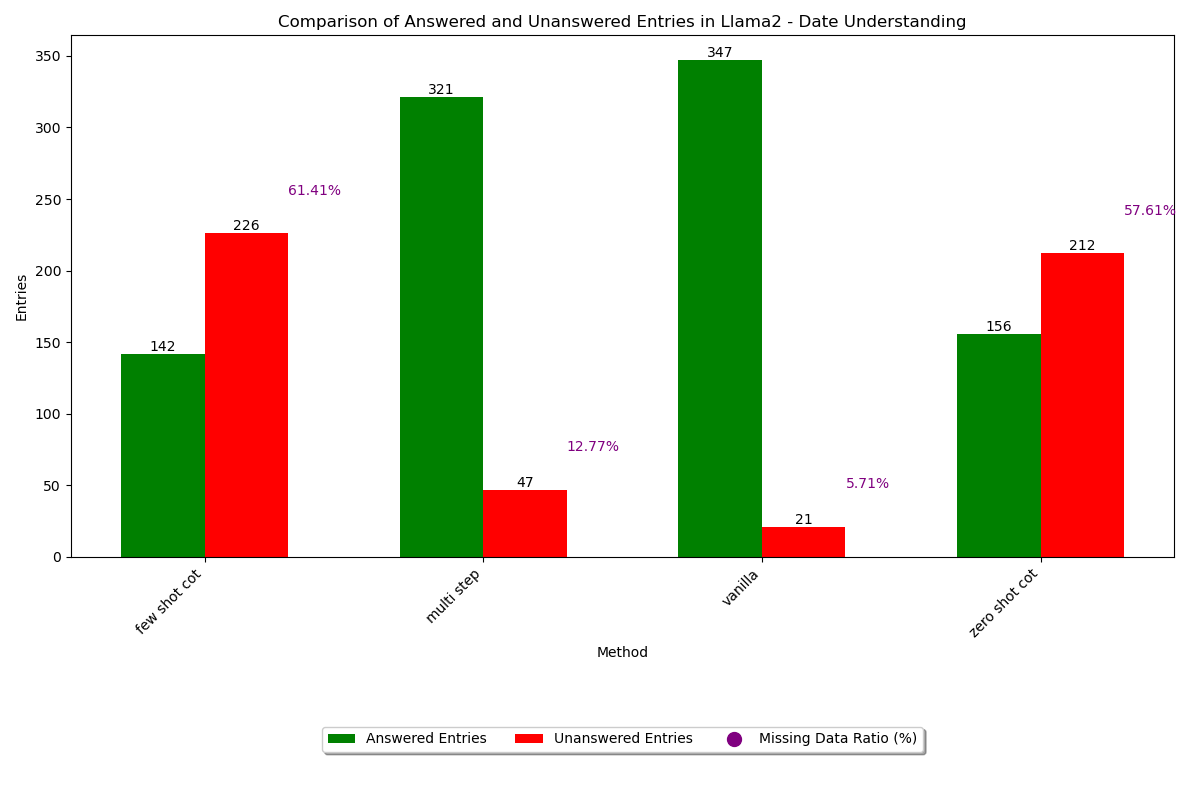 Comparison of Answered and Unanswered Entries in Llama2 - Date Understanding
Entries
350
300
250
200
150
100
50
0
142
226
61.41%
321
47
12.77%
347
21
5.71%
156
212
57.61%
few shot cot
multi step
vanilla
zero shot cot
Method
Answered Entries
Unanswered Entries
Missing Data Ratio (%)